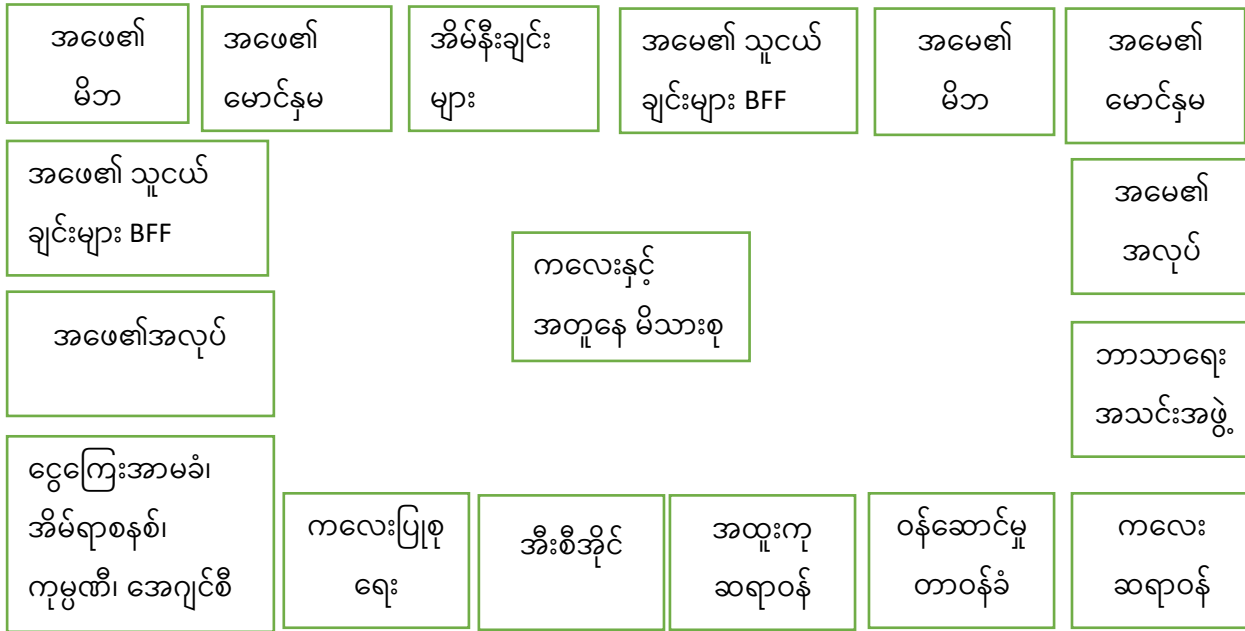 အဖေ၏
မိဘ
အဖေ၏
မောင်နှမ
အိမ်နီးချင်း
များ
အမေ၏ သူငယ်
ချင်းများ BFF
အမေ၏
မိဘ
အမေ၏
မောင်နှမ
အဖေ၏ သူငယ်
ချင်းများ BFF
အမေ၏
အလုပ်
ကလေးနှင့်
အတူနေ မိသားစု
အဖေ၏အလုပ်
ဘာသာရေး
အသင်းအဖွဲ့
ငွေကြေးအာမခံ၊
အိမ်ရာစနစ်၊
ကုမ္ပဏီ၊ အေဂျင်စီ
ကလေးပြုစု
ရေး
အီးစီအိုင်
အထူးကု
ဆရာဝန်
ဝန်ဆောင်မှု
တာဝန်ခံ
ကလေး
ဆရာဝန်